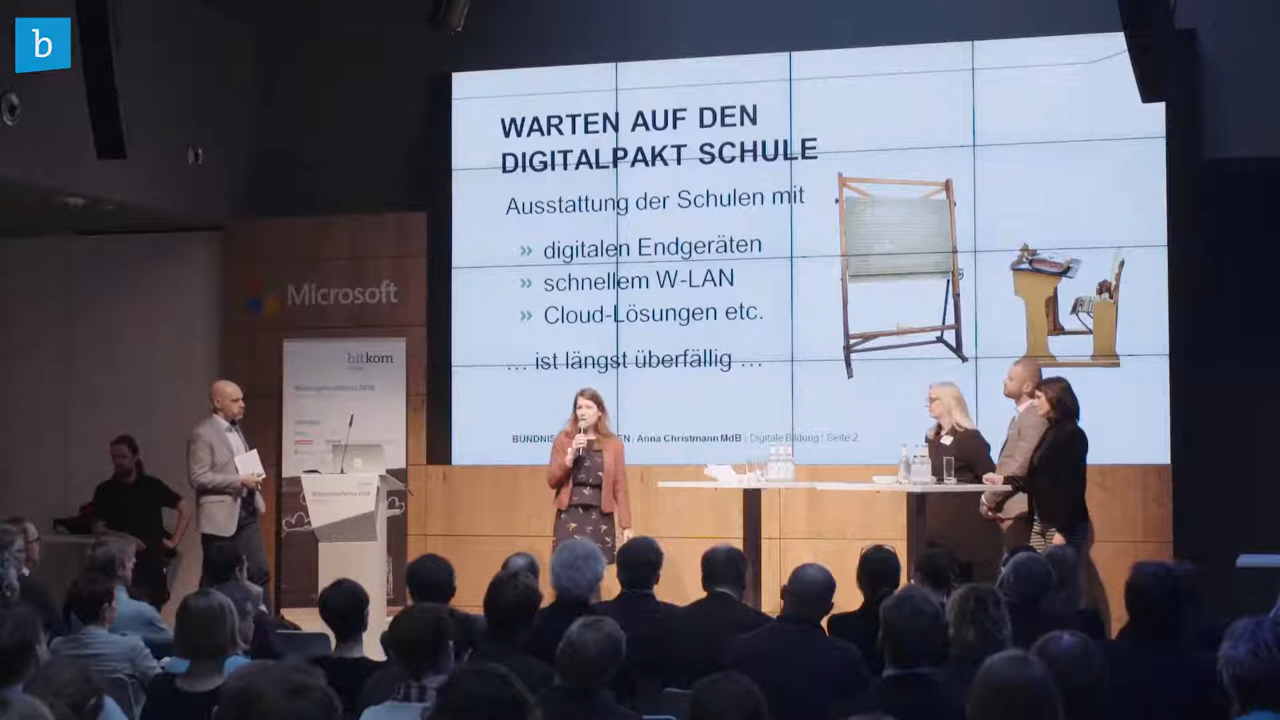 b
WARTEN AUF DEN
DIGITALPAKT SCHULE
Ausstattung der Schulen mit
» digitalen Endgeräten
» schnellem W-LAN
» Cloud-Lösungen etc.
… ist längst überfällig …
Anna Christmann MdB | Digitale Bildung | Seite 2
Microsoft
bitkom